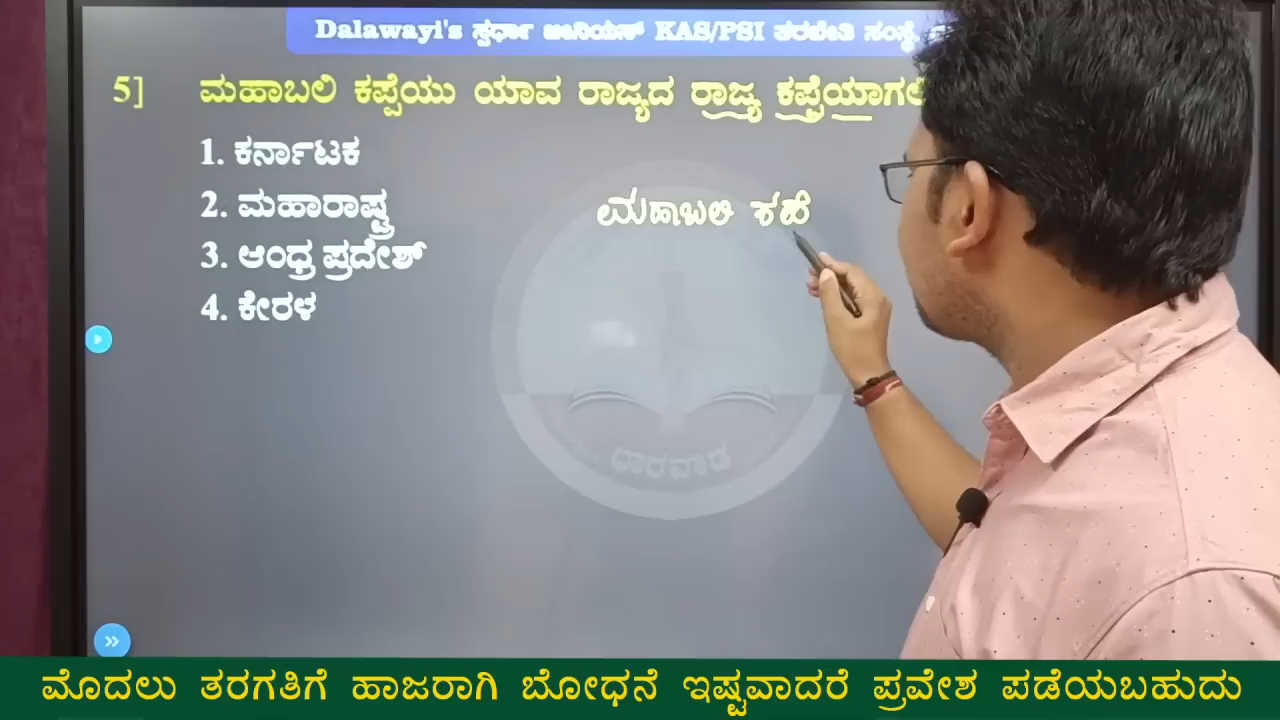 Dalawayi's ಸ್ಪರ್ಧಾ ಜೀನಿಯಸ್ KAS/PSI ತರಬೇತಿ ಸಂಸ್ಥೆ,
5] ಮಹಾಬಲಿ ಕಪ್ಪೆಯು ಯಾವ ರಾಜ್ಯದ ರಾಜ್ಯ ಕಪ್ಪೆಯಾಗಲಿ
1. ಕರ್ನಾಟಕ
2. ಮಹಾರಾಷ್ಟ್ರ
ಮಹಾಬಲಿ ಕಪೆ
3. ಆಂಧ್ರ ಪ್ರದೇಶ್
4. ಕೇರಳ
ಧಾರವಾಡ
ಮೊದಲು ತರಗತಿಗೆ ಹಾಜರಾಗಿ ಬೋಧನೆ ಇಷ್ಟವಾದರೆ ಪ್ರವೇಶ ಪಡೆಯಬಹುದು